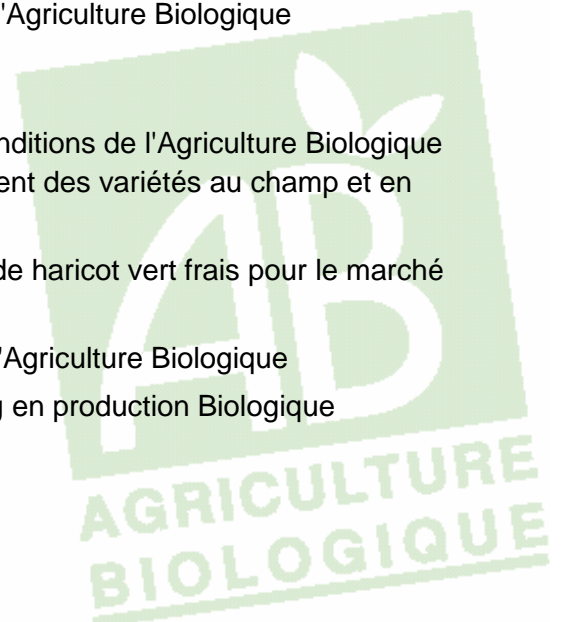 'Agriculture Biologique
nditions de l'Agriculture Biologique
ent des variétés au champ et en
de haricot vert frais pour le marché
'Agriculture Biologique
en production Biologique
AB
AGRICULTURE
BIOLOGIQUE